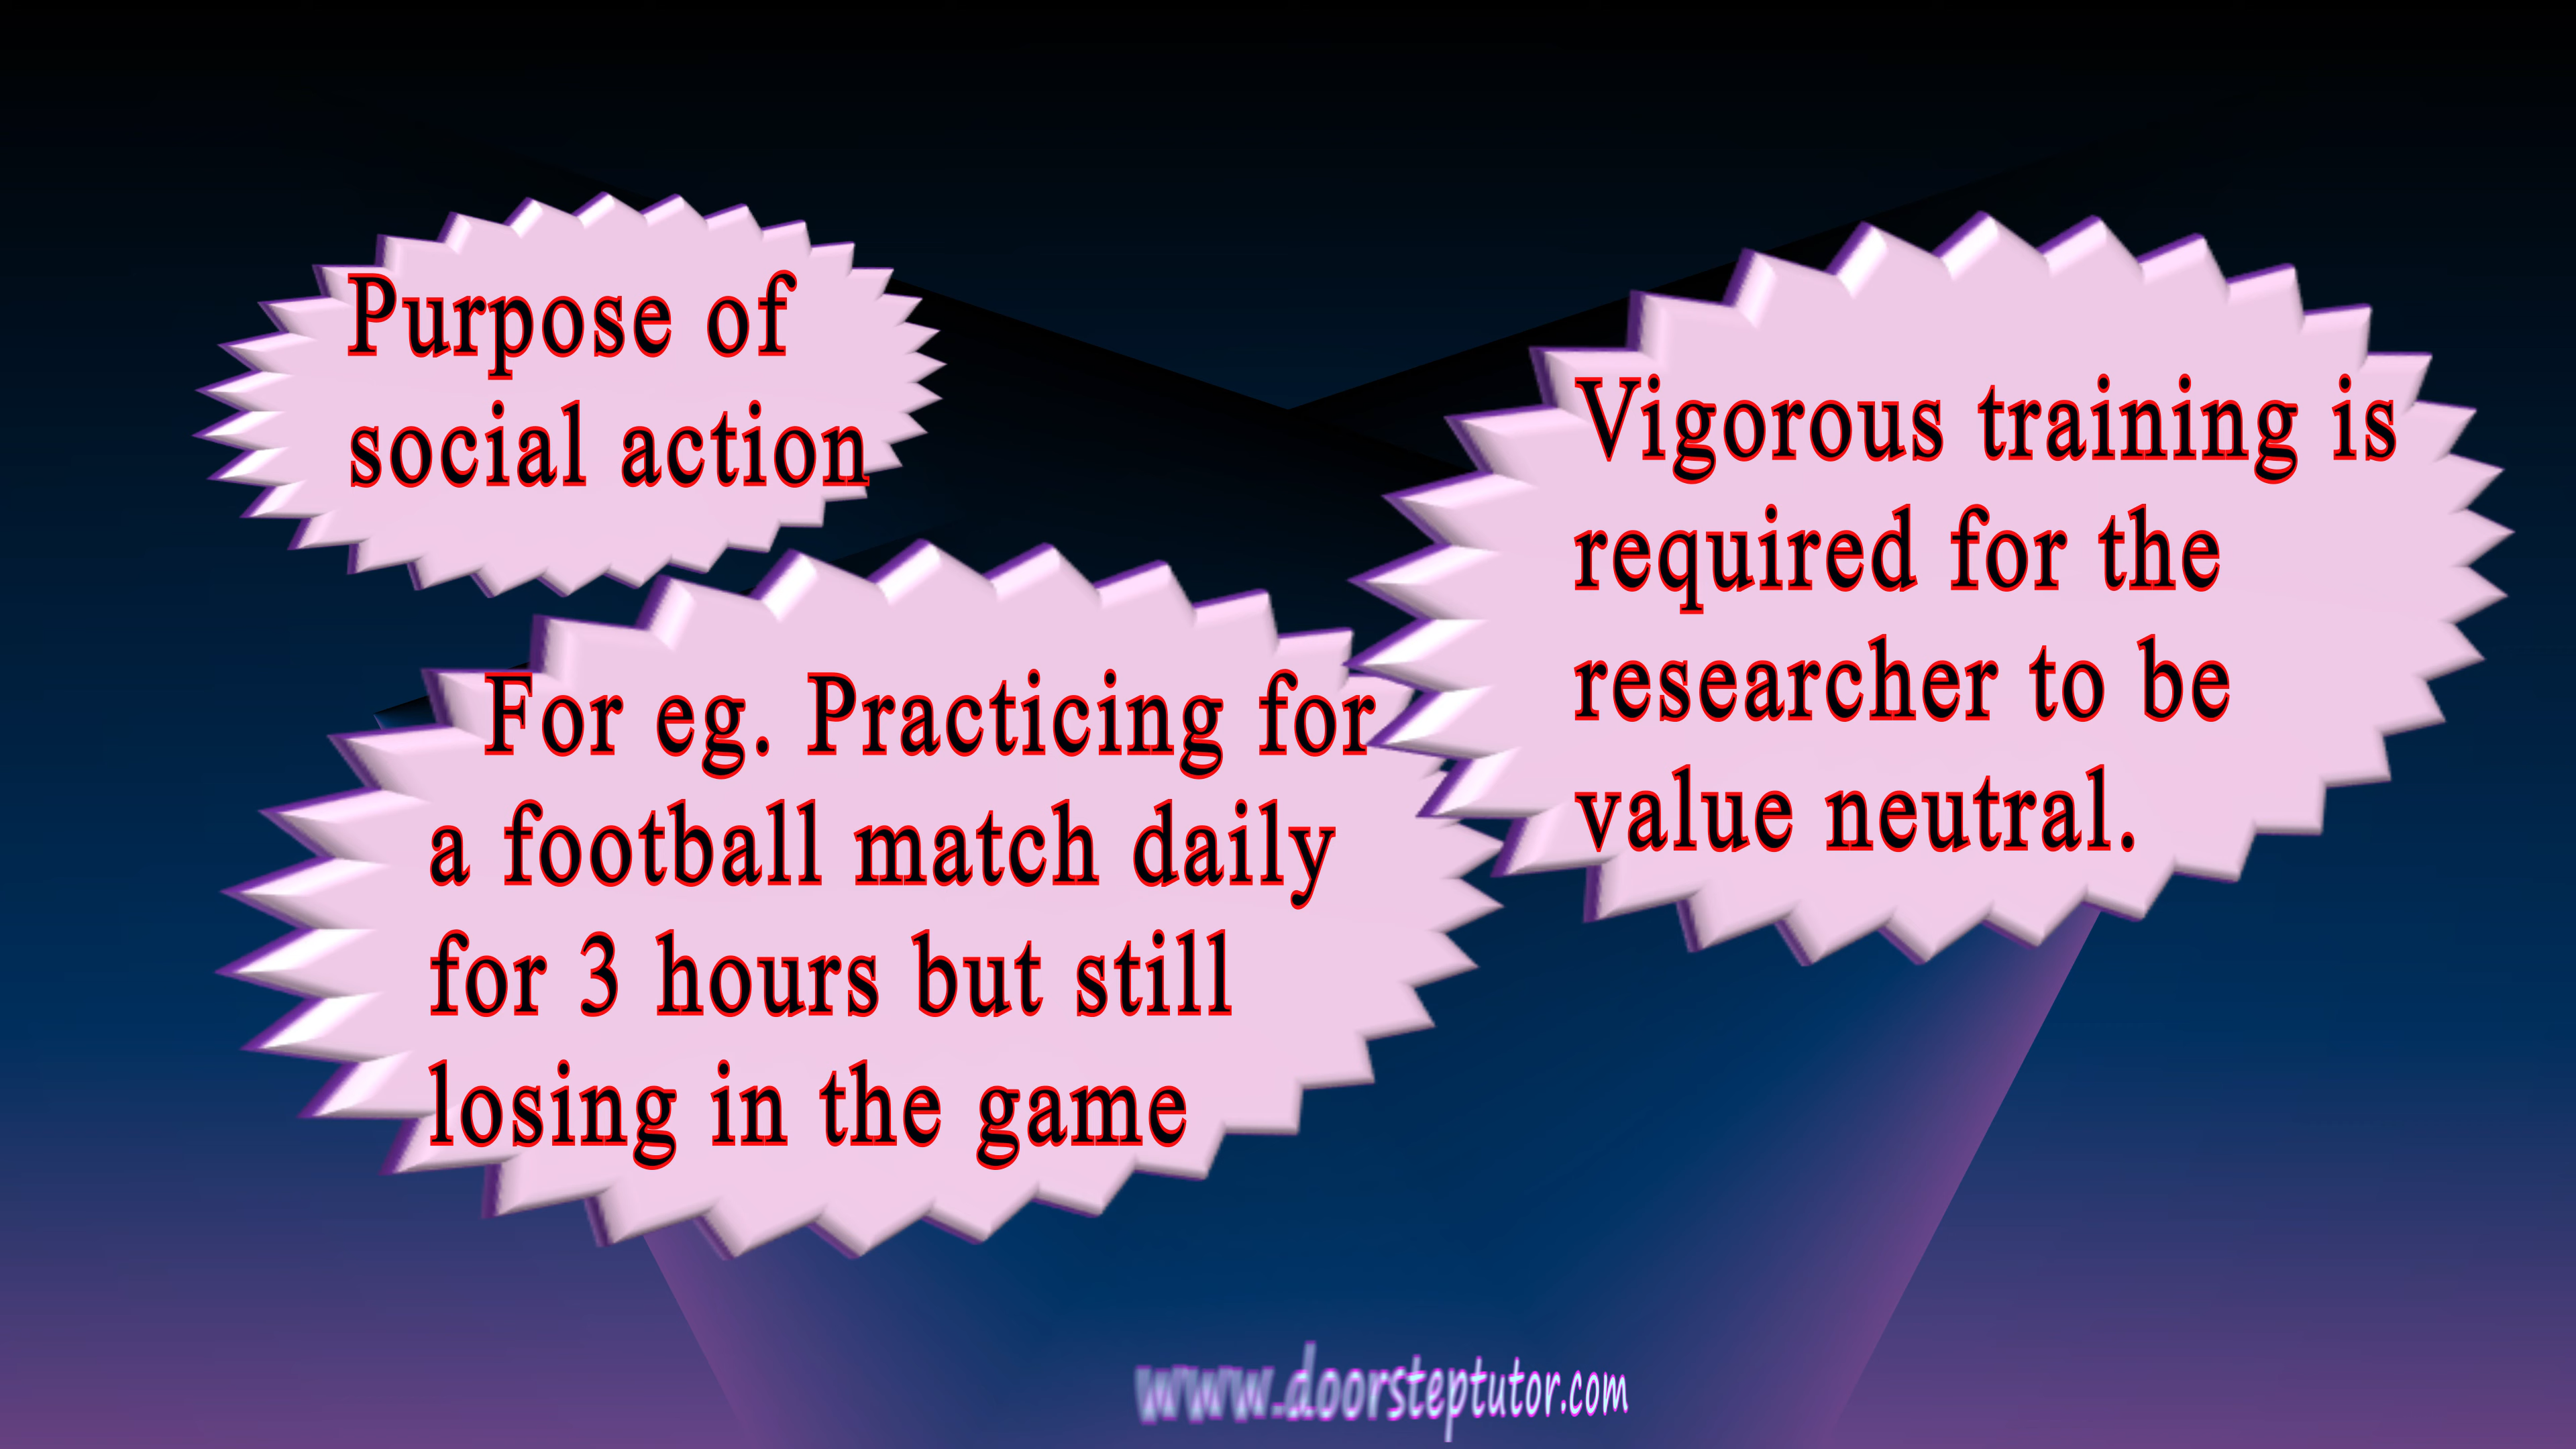 Purpose of
social action
For eg. Practicing for
a football match daily
for 3 hours but still
losing in the game
Vigorous training is
required for the
researcher to be
value neutral.
www.doorsteptutor.com